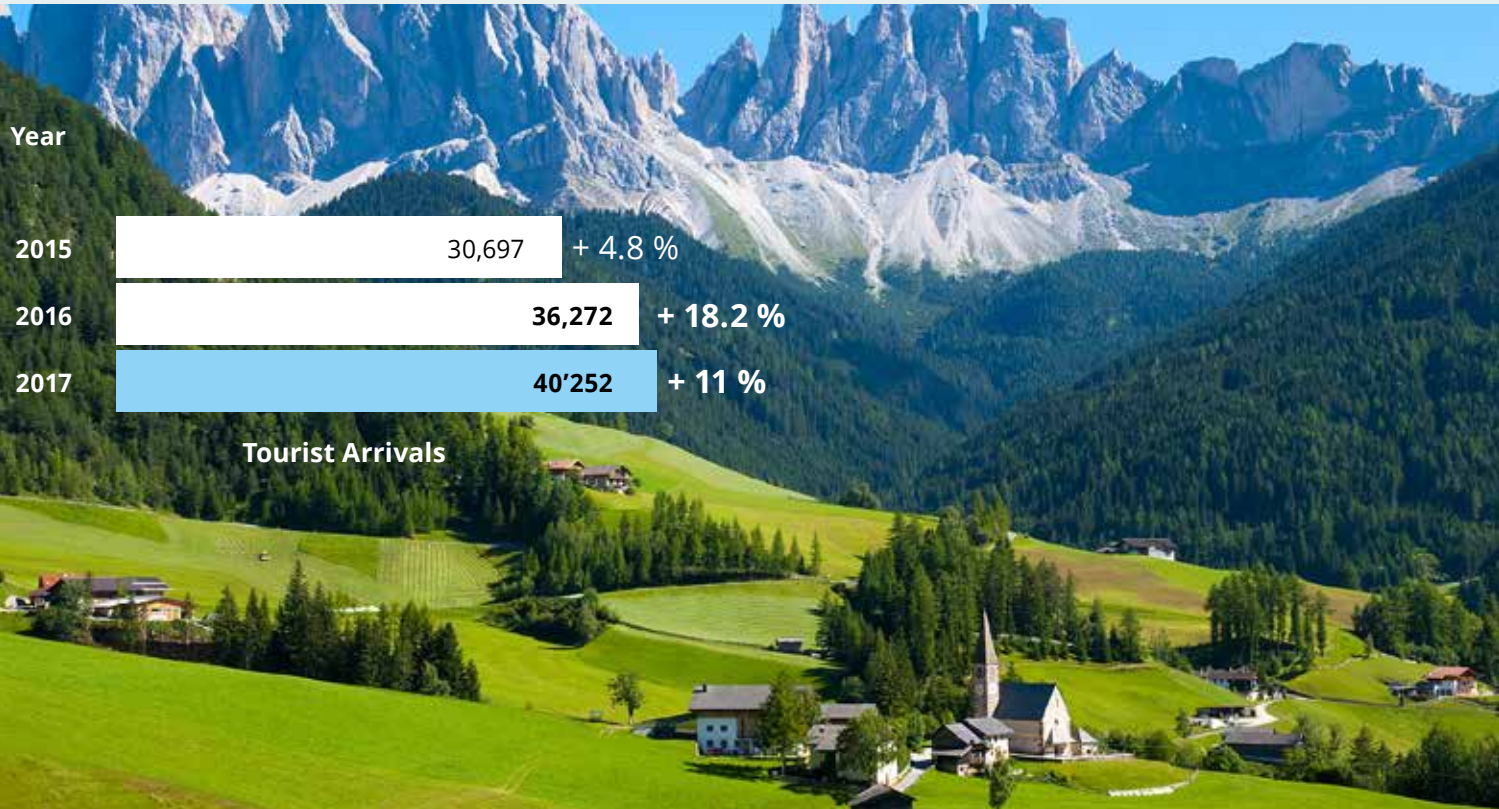 Year
2015 30,697 + 4.8 %
2016 36,272 + 18.2 %
2017 40’252 + 11 %
Tourist Arrivals